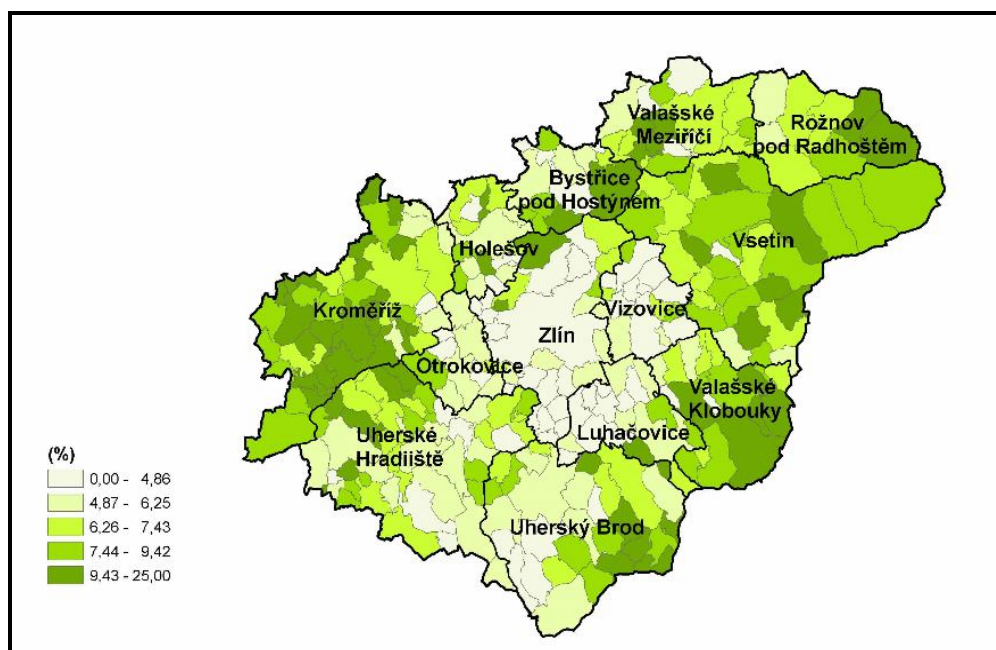 Valašské
Meziříčí
Rožnov
pod Radhoštěm
Bystřice
pod Hostýnem
Vsetín
Holešov
Kroměříž
Vizovice
Zlín
Otrokovice
Valašské
Klobouky
Uherské
Hradiiště
Luhačovice
Uherský Brod
(%)
0,00 - 4,86
4,87 - 6,25
6,26 - 7,43
7,44 - 9,42
9,43 - 25,00